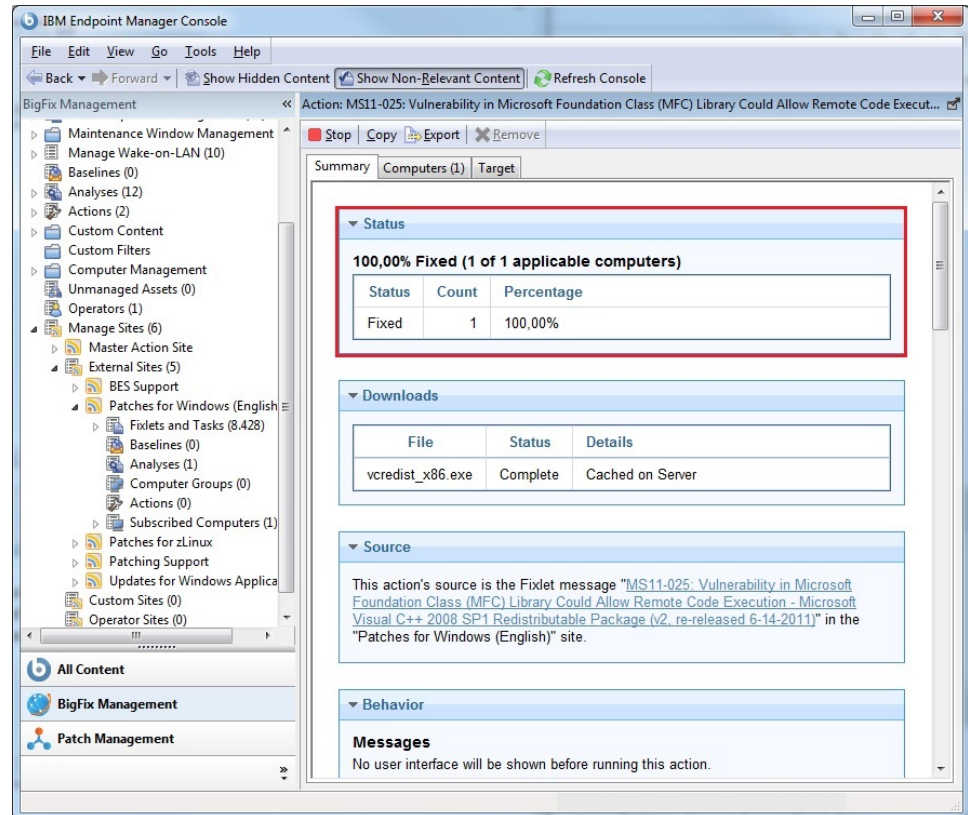 IBM Endpoint Manager Console
File Edit View Go Tools Help
Back Forward Show Hidden Content Show Non-Relevant Content Refresh Console
BigFix Management «
Maintenance Window Management
Manage Wake-on-LAN (10)
Baselines (0)
Analyses (12)
Actions (2)
Custom Content
Custom Filters
Computer Management
Unmanaged Assets (0)
Operators (1)
Manage Sites (6)
Master Action Site
External Sites (5)
BES Support
Patches for Windows (English
Fixlets and Tasks (8.428)
Baselines (0)
Analyses (1)
Computer Groups (0)
Actions (0)
Subscribed Computers (1)
Patches for zLinux
Patching Support
Updates for Windows Applica
Custom Sites (0)
Operator Sites (0)
All Content
BigFix Management
Patch Management
»
Action: MS11-025: Vulnerability in Microsoft Foundation Class (MFC) Library Could Allow Remote Code Execut...
Stop Copy Export Remove
Summary Computers (1) Target
Status
100,00% Fixed (1 of 1 applicable computers)
Status Count Percentage
Fixed 1 100,00%
Downloads
File Status Details
vcredist_x86.exe Complete Cached on Server
Source
This action's source is the Fixlet message "MS11-025: Vulnerability in Microsoft
Foundation Class (MFC) Library Could Allow Remote Code Execution - Microsoft
Visual C++ 2008 SP1 Redistributable Package (v2, re-released 6-14-2011)" in the
"Patches for Windows (English)" site.
Behavior
Messages
No user interface will be shown before running this action.